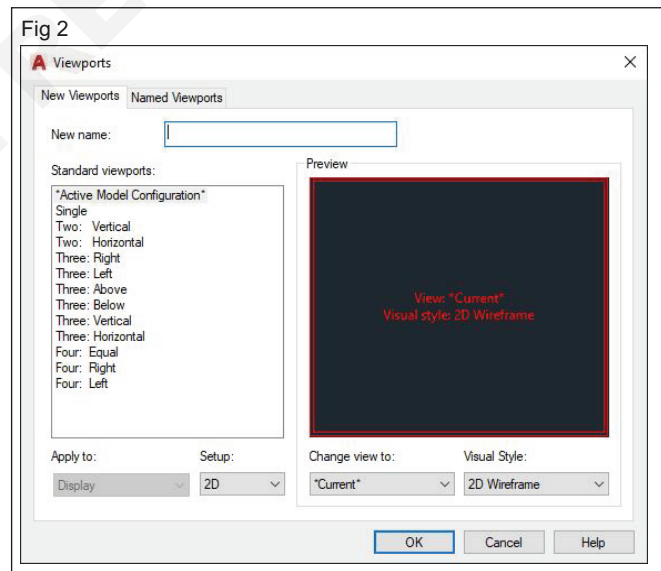 Fig 2
A Viewports
New Viewports Named Viewports
New name:
Standard viewports:
*Active Model Configuration*
Single
Two: Vertical
Two: Horizontal
Three: Right
Three: Left
Three: Above
Three: Below
Three: Vertical
Three: Horizontal
Four: Equal
Four: Right
Four: Left
Preview
View: *Current*
Visual style: 2D Wireframe
Apply to: Setup: Change view to: Visual Style:
Display 2D *Current* 2D Wireframe
OK Cancel Help